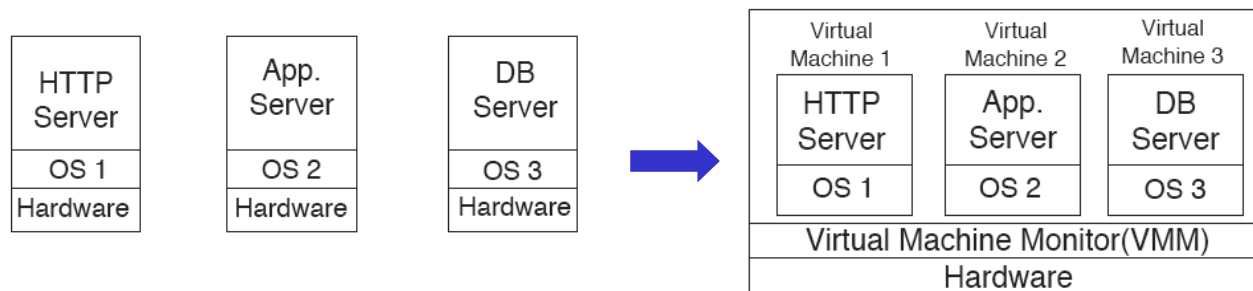 HTTP
Server
OS 1
Hardware
App.
Server
OS 2
Hardware
DB
Server
OS 3
Hardware
Virtual
Machine 1
HTTP
Server
OS 1
Virtual
Machine 2
App.
Server
OS 2
Virtual
Machine 3
DB
Server
OS 3
Virtual Machine Monitor(VMM)
Hardware